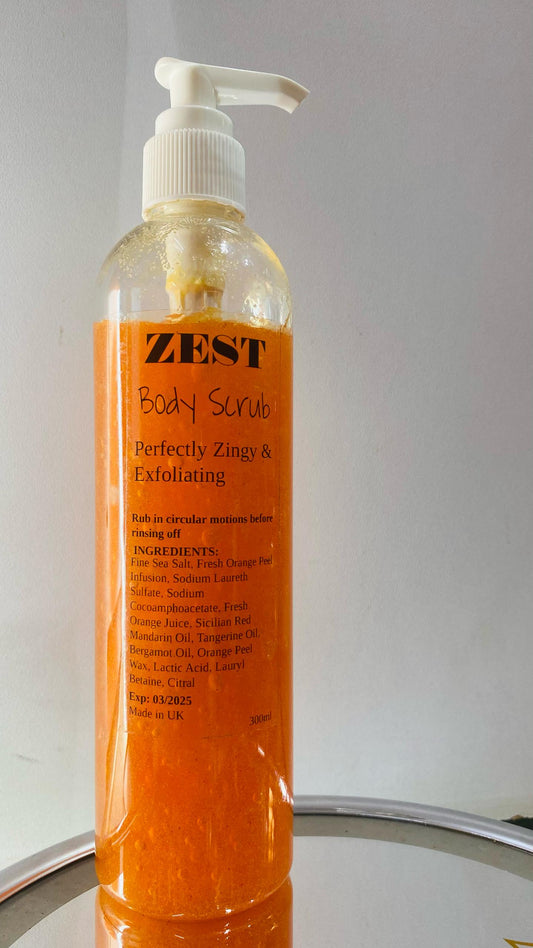 ZEST
Body Scrub
Perfectly Zingy &
Exfoliating
Rub in circular motions before
rinsing off
INGREDIENTS:
Fine Sea Salt, Fresh Orange Peel
Infusion, Sodium Laureth
Sulfate, Sodium
Cocoamphoacetate, Fresh
Orange Juice, Sicilian Red
Mandarin Oil, Tangerine Oil,
Bergamot Oil, Orange Peel
Wax, Lactic Acid, Lauryl
Betaine, Citral
Exp: 03/2025
Made in UK 300ml